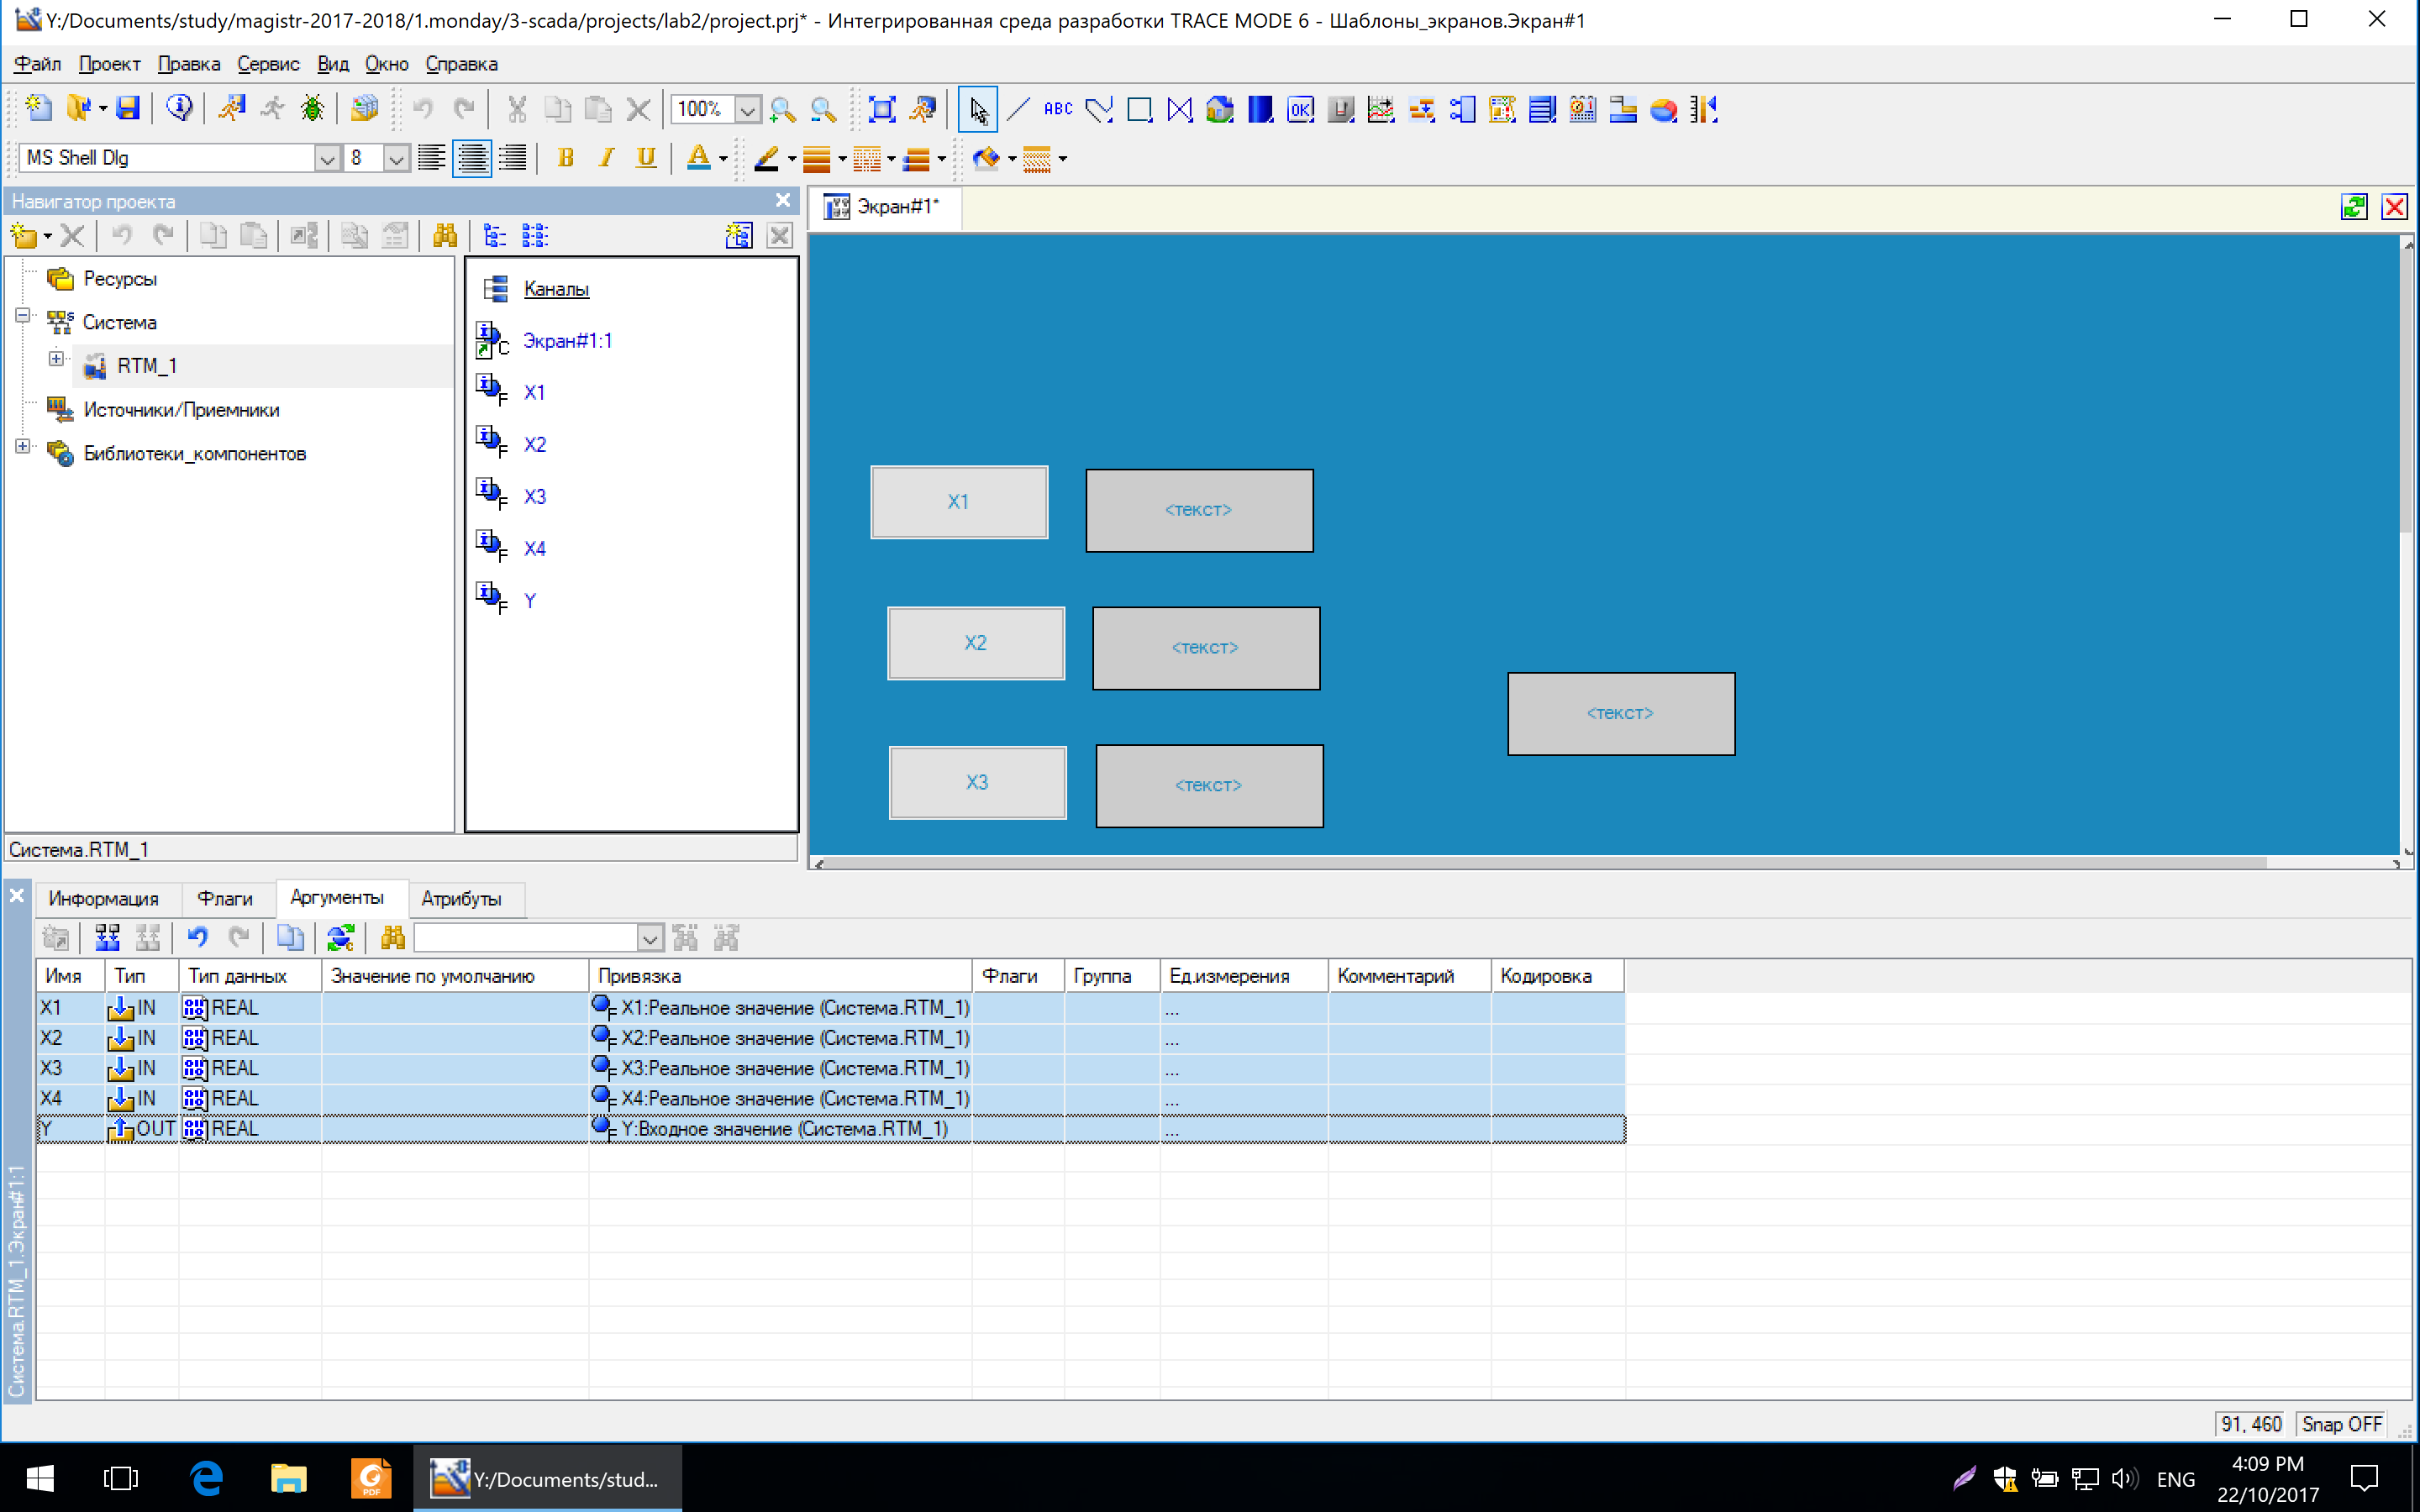 Y:/Documents/study/magistr-2017-2018/1.monday/3-scada/projects/lab2/project.prj* - Интегрированная среда разработки TRACE MODE 6 - Шаблоны_экранов.Экран#1
Файл Проект Правка Сервис Вид Окно Справка
100% ABC OK
MS Shell Dlg 8 B I U A
Навигатор проекта
Ресурсы
Система
RTM_1
Источники/Приемники
Библиотеки_компонентов
Каналы
Экран#1:1
X1
X2
X3
X4
Y
Система.RTM_1
Экран#1*
X1 <текст>
X2 <текст>
<текст>
X3 <текст>
Система.RTM_1.Экран#1:1
Информация Флаги Аргументы Атрибуты
Имя Тип Тип данных Значение по умолчанию Привязка Флаги Группа Ед.измерения Комментарий Кодировка
X1 IN REAL X1:Реальное значение (Система.RTM_1) ...
X2 IN REAL X2:Реальное значение (Система.RTM_1) ...
X3 IN REAL X3:Реальное значение (Система.RTM_1) ...
X4 IN REAL X4:Реальное значение (Система.RTM_1) ...
Y OUT REAL Y:Входное значение (Система.RTM_1) ...
91, 460 Snap OFF
PDF
Y:/Documents/stud...
ENG
4:09 PM
22/10/2017